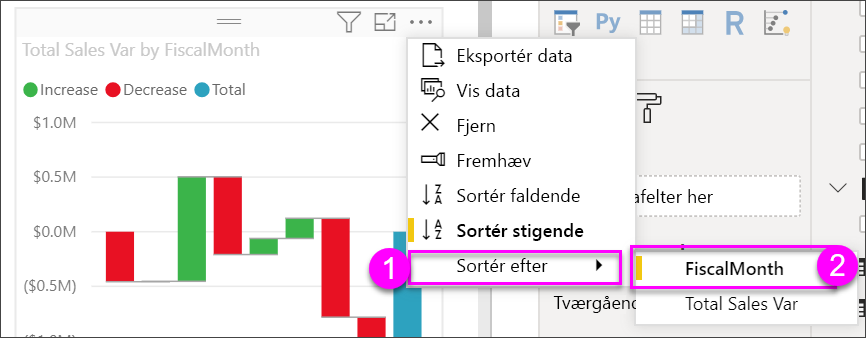 Total Sales Var by FiscalMonth
Increase Decrease Total
$1.0M
$0.5M
$0.0M
($0.5M)
($1.0M)
Eksportér data
Vis data
Fjern
Fremhæv
Sortér faldende
Sortér stigende
Sortér efter
1
FiscalMonth
2
Total Sales Var
Py
R
afelter her
Tværgående